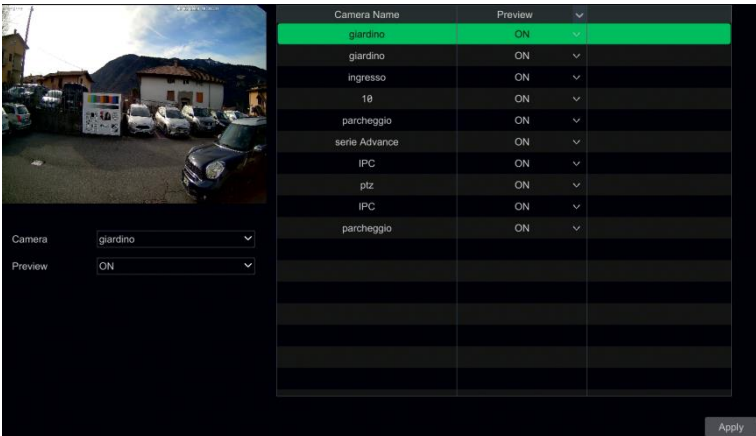 Camera Name Preview
giardino ON
giardino ON
ingresso ON
10 ON
parcheggio ON
serie Advance ON
IPC ON
ptz ON
IPC ON
parcheggio ON
Camera giardino
Preview ON
Apply